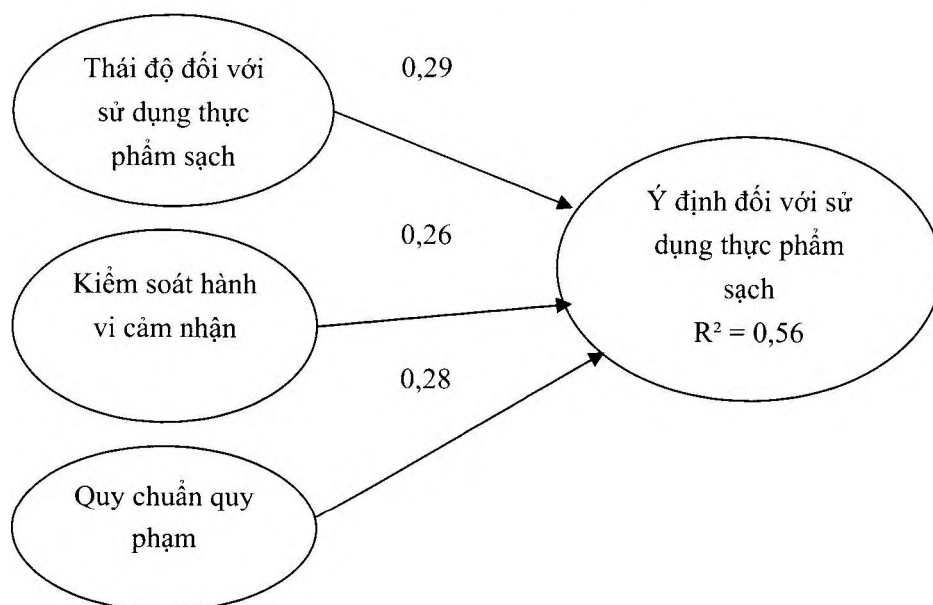 Thái độ đối với
sử dụng thực
phẩm sạch
0,29
Ý định đối với sử
dụng thực phẩm
sạch
R² = 0,56
0,26
Kiểm soát hành
vi cảm nhận
0,28
Quy chuẩn quy
phạm